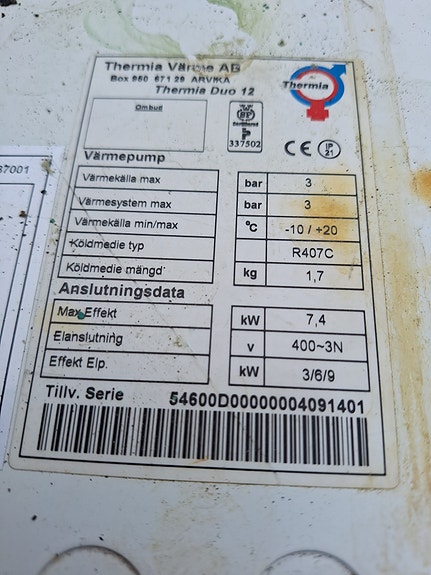 Thermia Värme AB
Box 950 671 29 ARVIKA
Thermia Duo 12
Thermia
Ombud
SP
Certifierad
P
337502
CE IP 21
37001
Värmepump
Värmekälla max bar 3
Värmesystem max bar 3
Värmekälla min/max °C -10 / +20
Köldmedie typ R407C
Köldmedie mängd kg 1,7
Anslutningsdata
Max Effekt kW 7,4
Elanslutning v 400~3N
Effekt Elp. kW 3/6/9
Tillv. Serie 54600D00000004091401